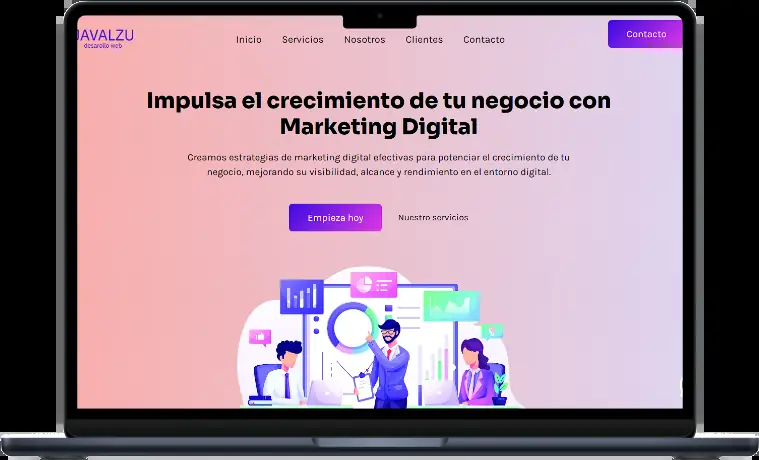 JAVALZU
desarollo web
Inicio
Servicios
Nosotros
Clientes
Contacto
Contacto
Impulsa el crecimiento de tu negocio con
Marketing Digital
Creamos estrategias de marketing digital efectivas para potenciar el crecimiento de tu
negocio, mejorando su visibilidad, alcance y rendimiento en el entorno digital.
Empieza hoy
Nuestro servicios